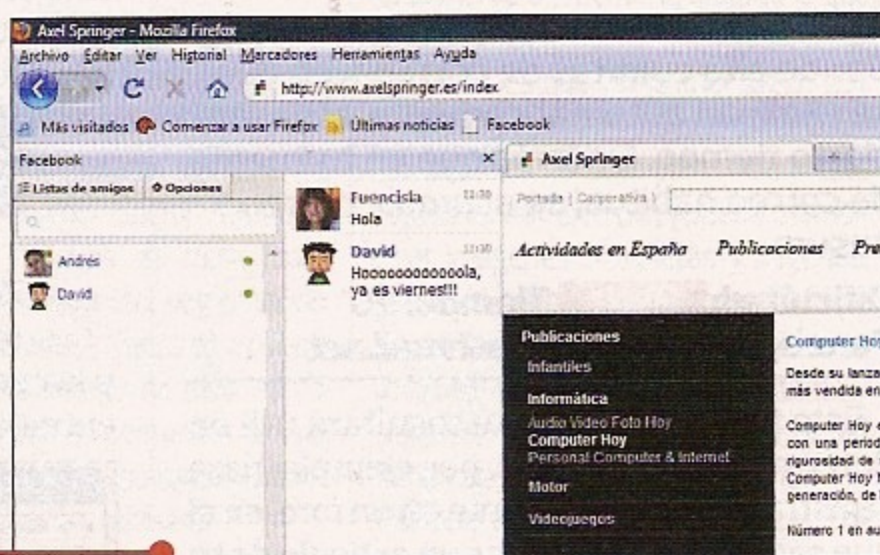 Axel Springer - Mozilla Firefox
Archivo Editar Ver Historial Marcadores Herramientas Ayuda
http://www.axelspringer.es/index
Más visitados Comenzar a usar Firefox Últimas noticias Facebook
Facebook
Listas de amigos Opciones
Andrés
David
Fuencisla
Hola
David
Hooooooooooola,
ya es viernes!!!
Axel Springer
Portada | Corporativa
Actividades en España Publicaciones Pre
Publicaciones
Infantiles
Informática
Audio Video Foto Hoy
Computer Hoy
Personal Computer & Internet
Motor
Videojuegos
Computer Hoy
Desde su lanza
más vendida en
Computer Hoy e
con una period
rigurosidad de
Computer Hoy
generación, de
Número 1 en au